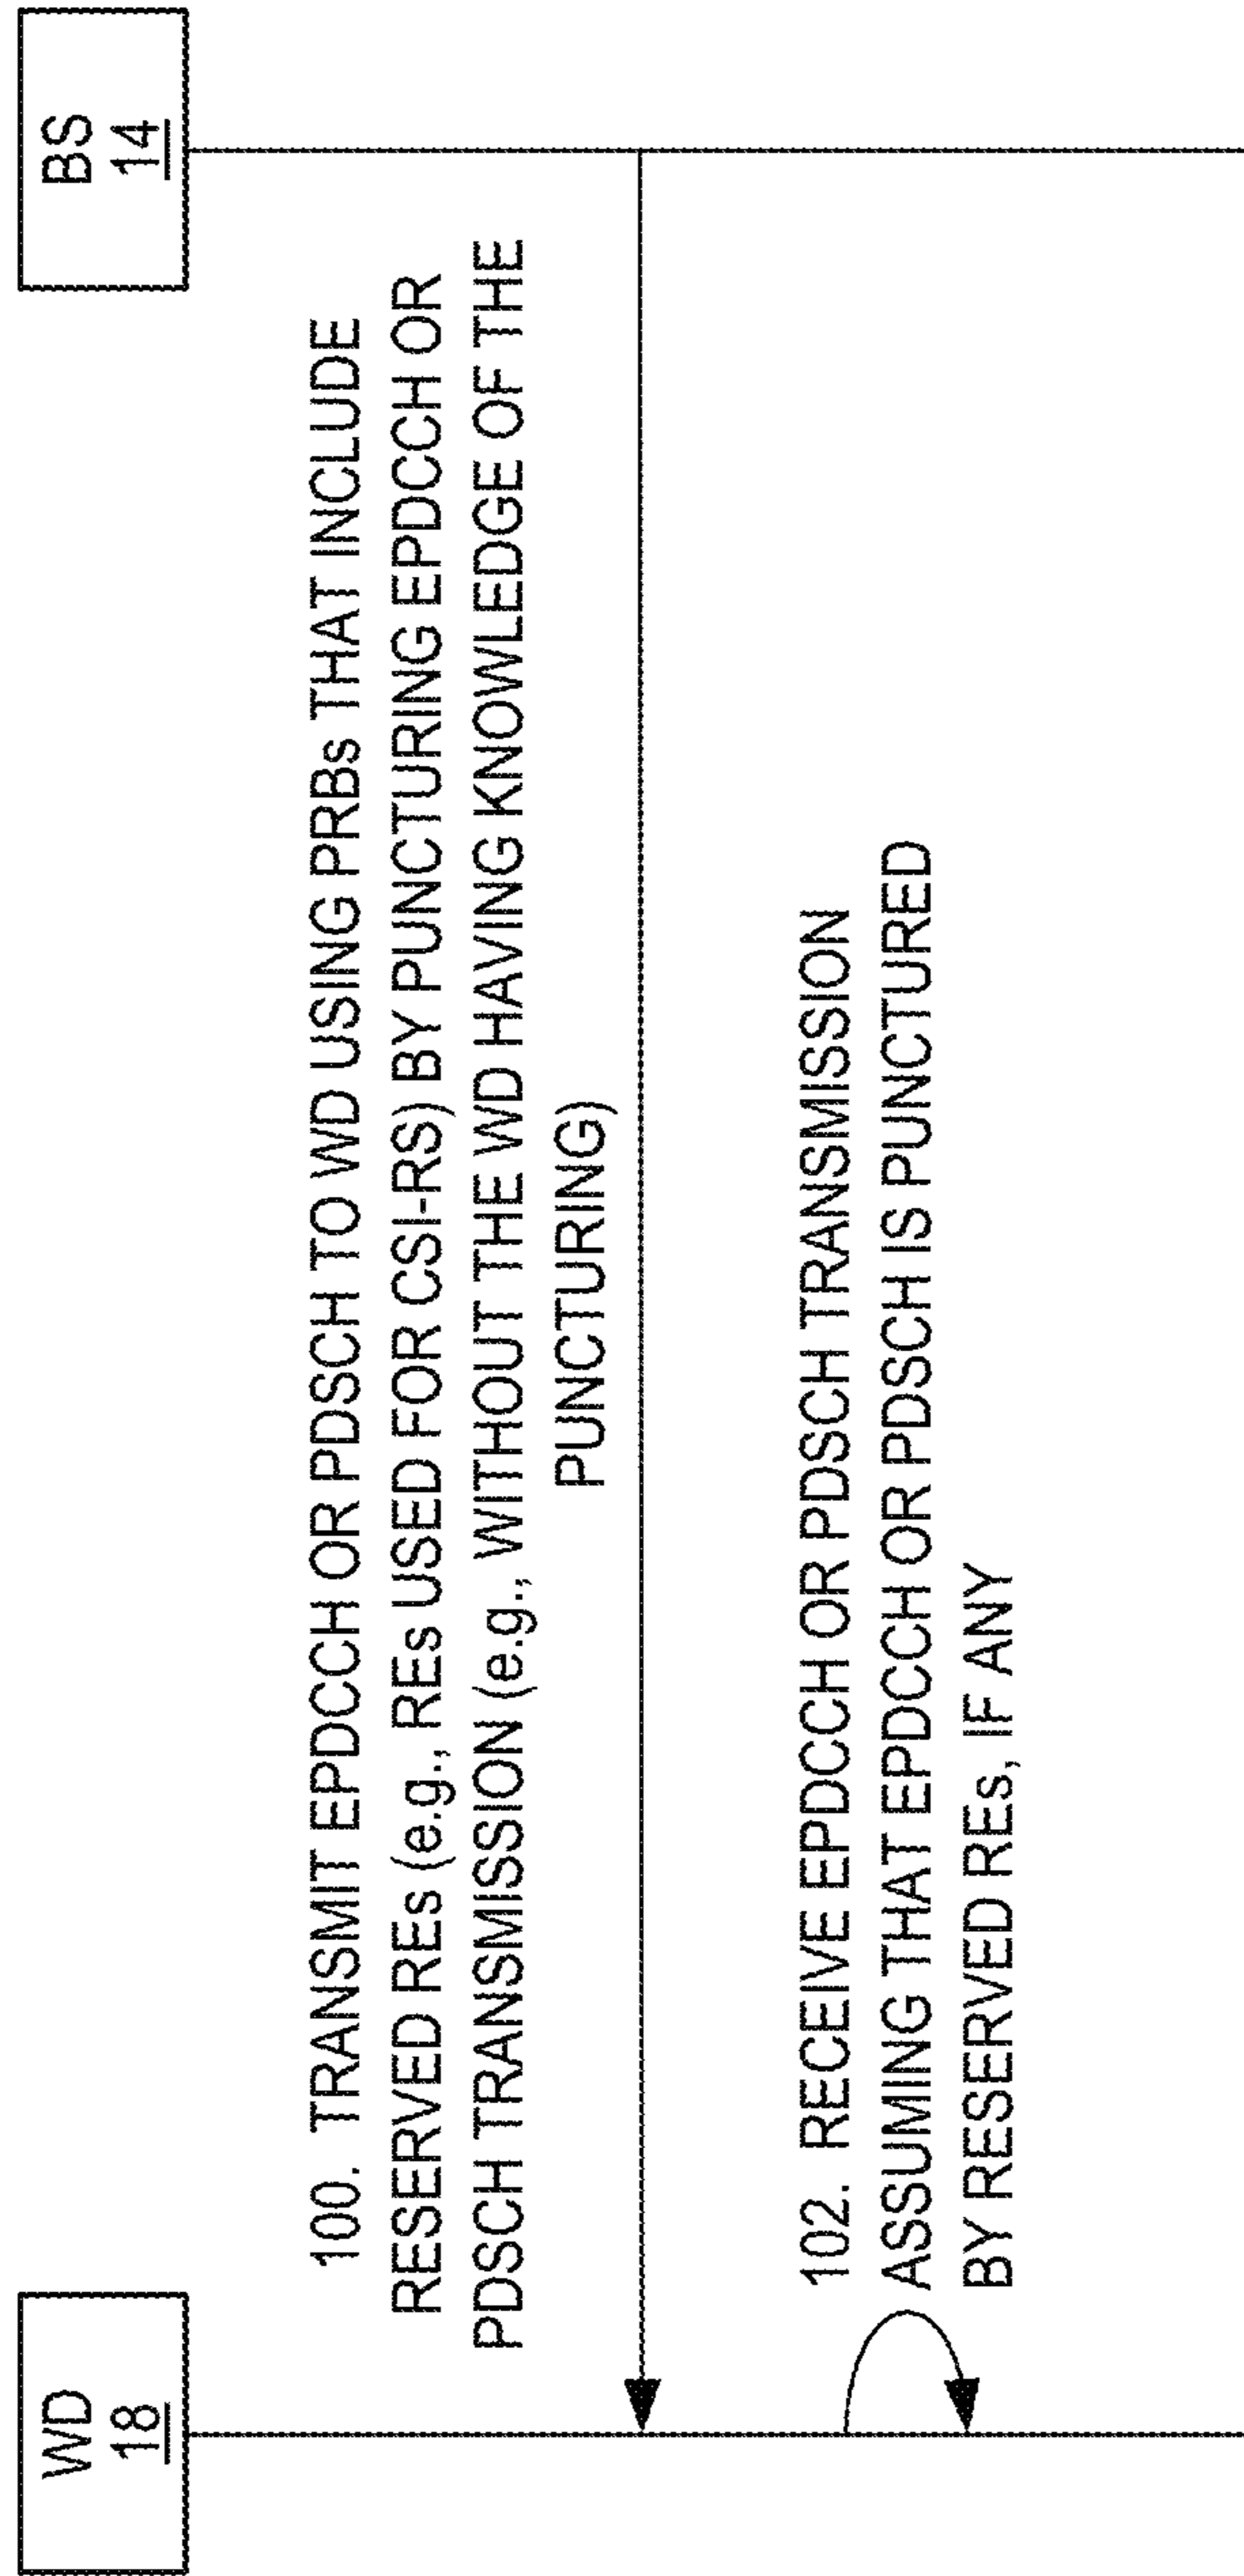 WD
18
BS
14
100. TRANSMIT EPDCCH OR PDSCH TO WD USING PRBs THAT INCLUDE
RESERVED REs (e.g., REs USED FOR CSI-RS) BY PUNCTURING EPDCCH OR
PDSCH TRANSMISSION (e.g., WITHOUT THE WD HAVING KNOWLEDGE OF THE
PUNCTURING)
102. RECEIVE EPDCCH OR PDSCH TRANSMISSION
ASSUMING THAT EPDCCH OR PDSCH IS PUNCTURED
BY RESERVED REs, IF ANY